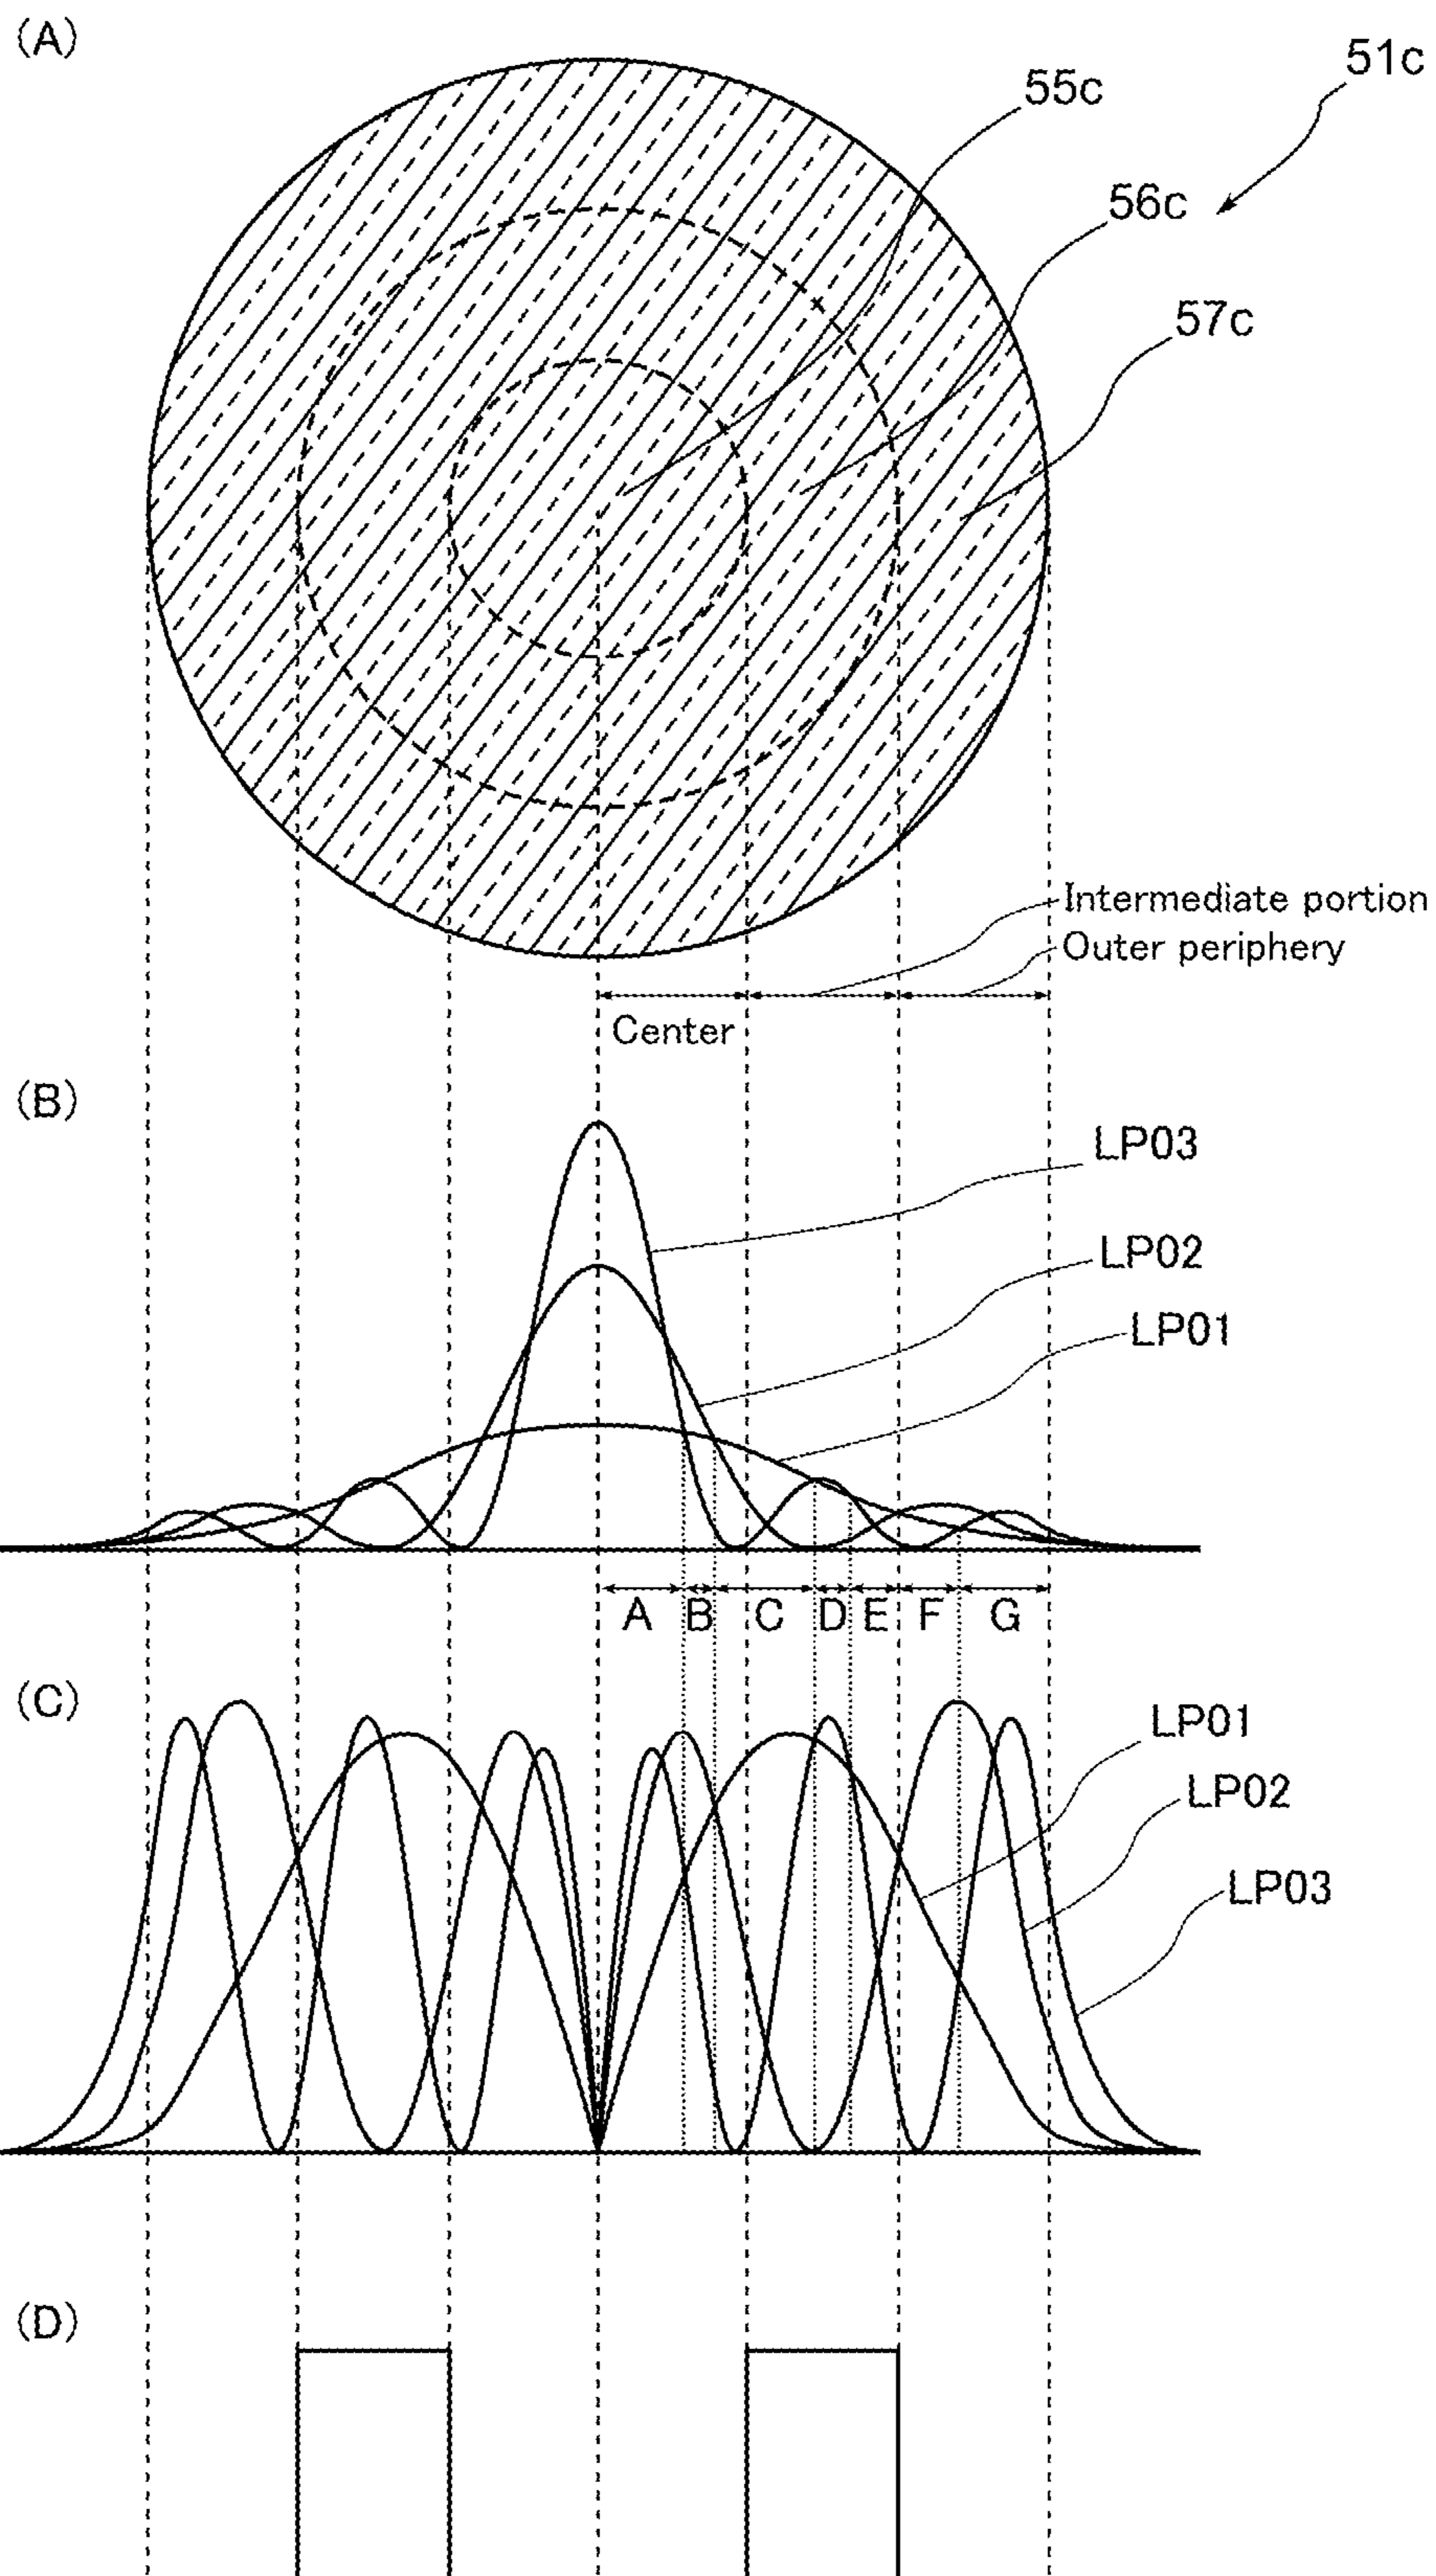 (A)
51c
55c
56c
57c
Intermediate portion
Outer periphery
Center
(B)
LP03
LP02
LP01
A B C D E F G
(C)
LP01
LP02
LP03
(D)